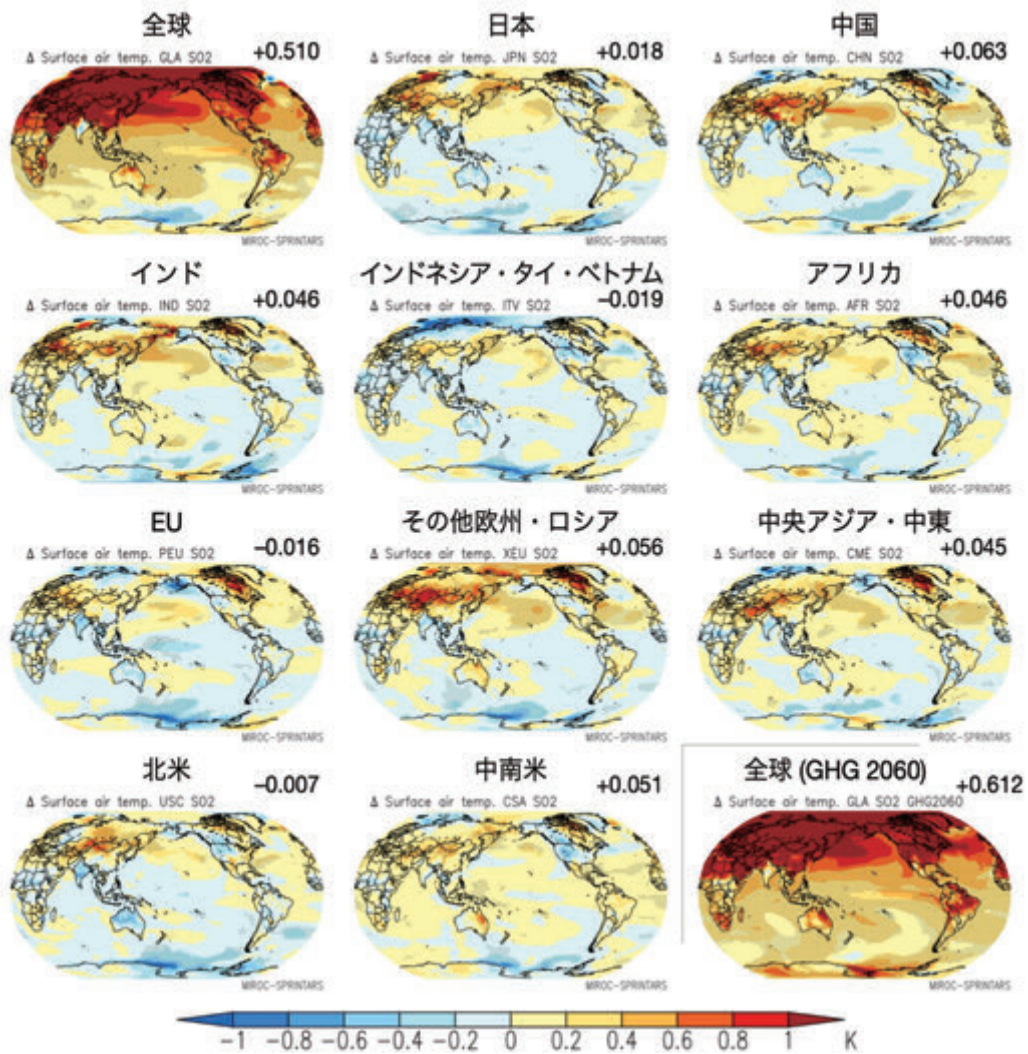 全球
Δ Surface air temp. GLA SO2 +0.510
MIROC-SPRINTARS
日本
Δ Surface air temp. JPN SO2 +0.018
MIROC-SPRINTARS
中国
Δ Surface air temp. CHN SO2 +0.063
MIROC-SPRINTARS
インド
Δ Surface air temp. IND SO2 +0.046
MIROC-SPRINTARS
インドネシア・タイ・ベトナム
Δ Surface air temp. ITV SO2 −0.019
MIROC-SPRINTARS
アフリカ
Δ Surface air temp. AFR SO2 +0.046
MIROC-SPRINTARS
EU
Δ Surface air temp. PEU SO2 −0.016
MIROC-SPRINTARS
その他欧州・ロシア
Δ Surface air temp. XEU SO2 +0.056
MIROC-SPRINTARS
中央アジア・中東
Δ Surface air temp. CME SO2 +0.045
MIROC-SPRINTARS
北米
Δ Surface air temp. USC SO2 −0.007
MIROC-SPRINTARS
中南米
Δ Surface air temp. CSA SO2 +0.051
MIROC-SPRINTARS
全球 (GHG 2060)
Δ Surface air temp. GLA SO2 GHG2060 +0.612
MIROC-SPRINTARS
−1 −0.8 −0.6 −0.4 −0.2 0 0.2 0.4 0.6 0.8 1 K